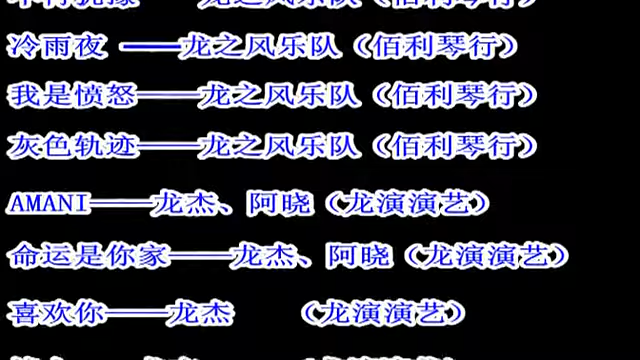 冷雨夜 ——龙之风乐队（佰利琴行）
我是愤怒——龙之风乐队（佰利琴行）
灰色轨迹——龙之风乐队（佰利琴行）
AMANI——龙杰、阿晓（龙演演艺）
命运是你家——龙杰、阿晓（龙演演艺）
喜欢你——龙杰 （龙演演艺）